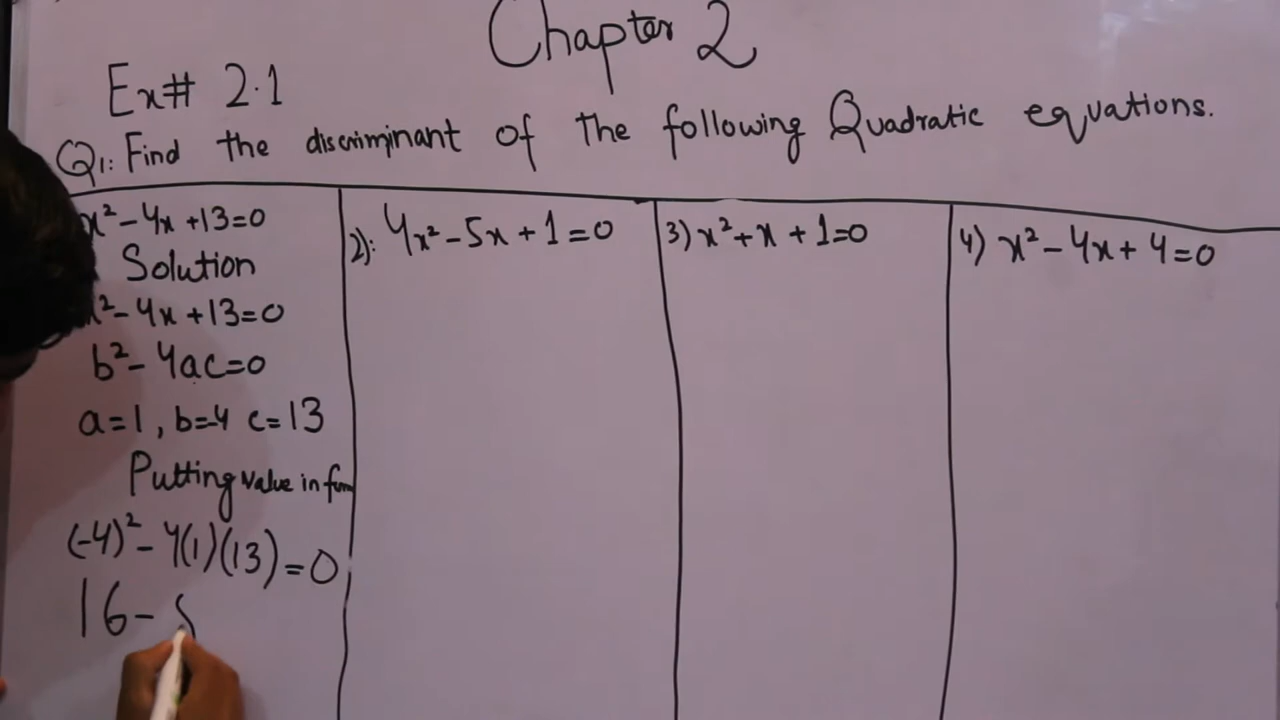 Chapter 2
Ex# 2.1
Q1: Find the discriminant of the following Quadratic equations.
x²-4x+13=0
Solution
x²-4x+13=0
b²-4ac=0
a=1, b=4 c=13
Putting value in
(-4)²-4(1)(13)=0
16-
2): 4x²-5x+1=0
3) x²+x+1=0
4) x²-4x+4=0